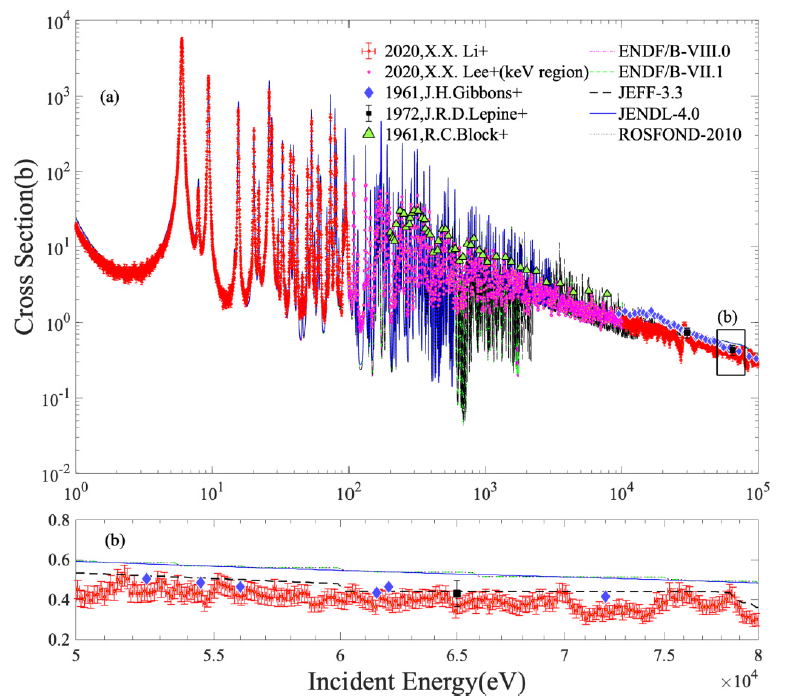 10^4
10^3
10^2
10^1
10^0
10^-1
10^-2
Cross Section(b)
(a)
2020,X.X. Li+
2020,X.X. Lee+(keV region)
1961,J.H.Gibbons+
1972,J.R.D.Lepine+
1961,R.C.Block+
ENDF/B-VIII.0
ENDF/B-VII.1
JEFF-3.3
JENDL-4.0
ROSFOND-2010
(b)
10^0 10^1 10^2 10^3 10^4 10^5
0.8
0.6
0.4
0.2
(b)
5 5.5 6 6.5 7 7.5 8
Incident Energy(eV)
×10^4